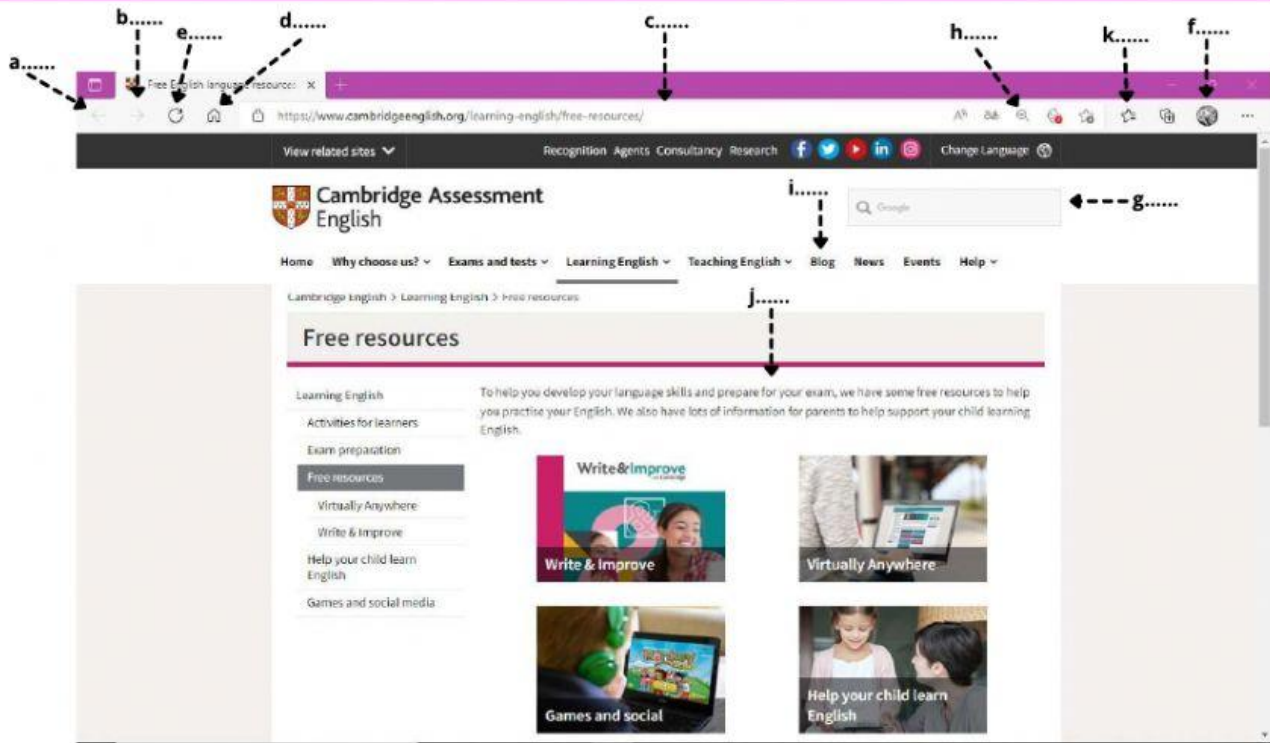 b...... e...... d...... c...... h...... k...... f......
a......
Free English language resources
https://www.cambridgeenglish.org/learning-english/free-resources/
View related sites Recognition Agents Consultancy Research Change Language
Cambridge Assessment
English
i......
Google
g......
Home Why choose us? Exams and tests Learning English Teaching English Blog News Events Help
Cambridge English > Learning English > Free resources
j......
Free resources
Learning English
Activities for learners
Exam preparation
Free resources
Virtually Anywhere
Write & Improve
Help your child learn
English
Games and social media
To help you develop your language skills and prepare for your exam, we have some free resources to help
you practise your English. We also have lots of information for parents to help support your child learning
English.
Write&Improve
Write & Improve
Virtually Anywhere
Games and social
Help your child learn
English